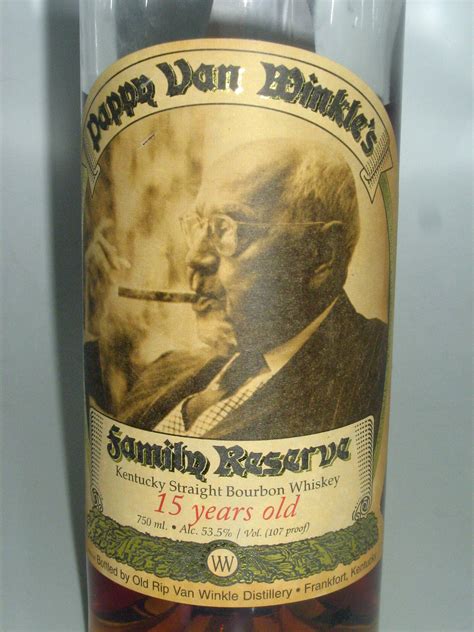 Pappy Van Winkle's
Family Reserve
Kentucky Straight Bourbon Whiskey
15 years old
750 ml. • Alc. 53.5% / Vol. (107 proof)
VW
Bottled by Old Rip Van Winkle Distillery • Frankfort, Kentucky